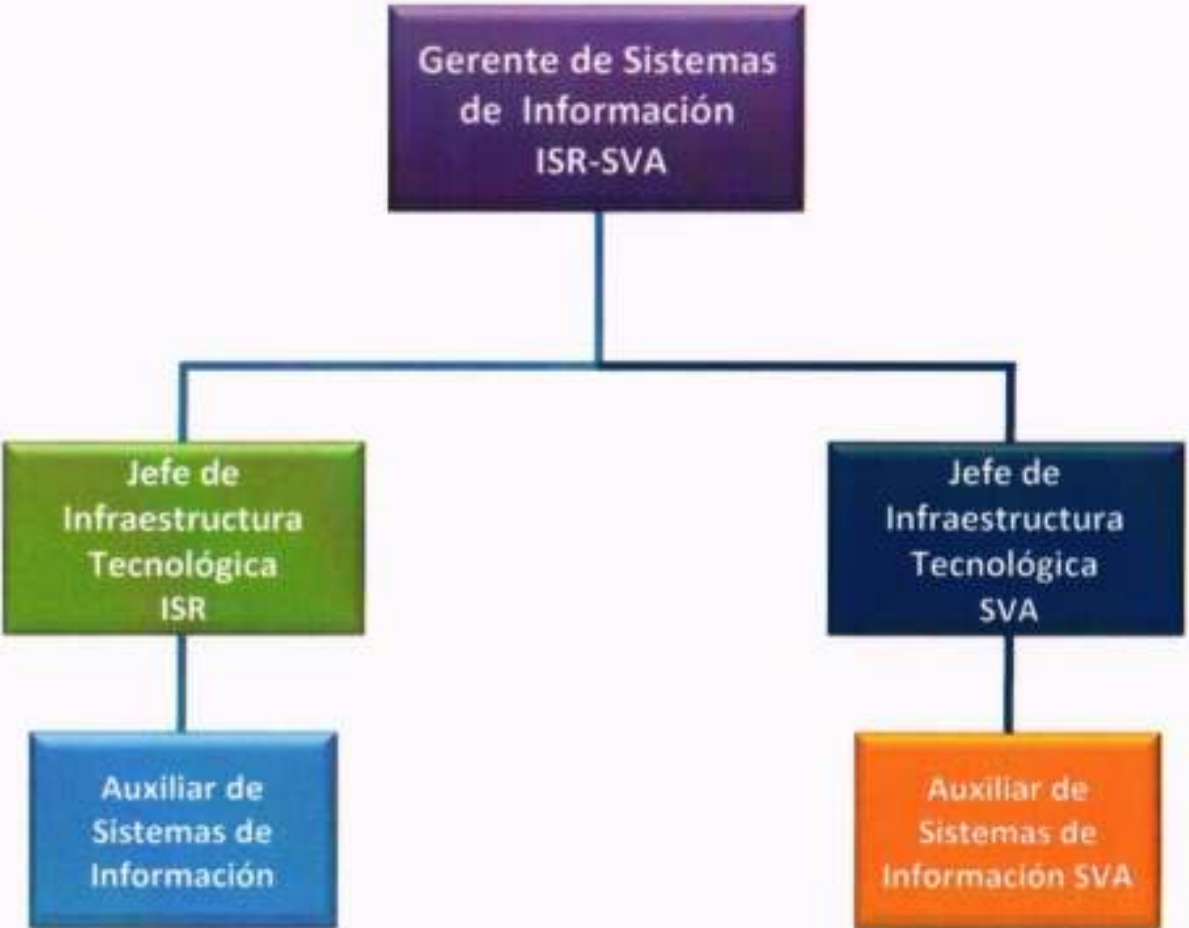 Gerente de Sistemas
de Información
ISR-SVA
Jefe de
Infraestructura
Tecnológica
ISR
Jefe de
Infraestructura
Tecnológica
SVA
Auxiliar de
Sistemas de
Información
Auxiliar de
Sistemas de
Información SVA